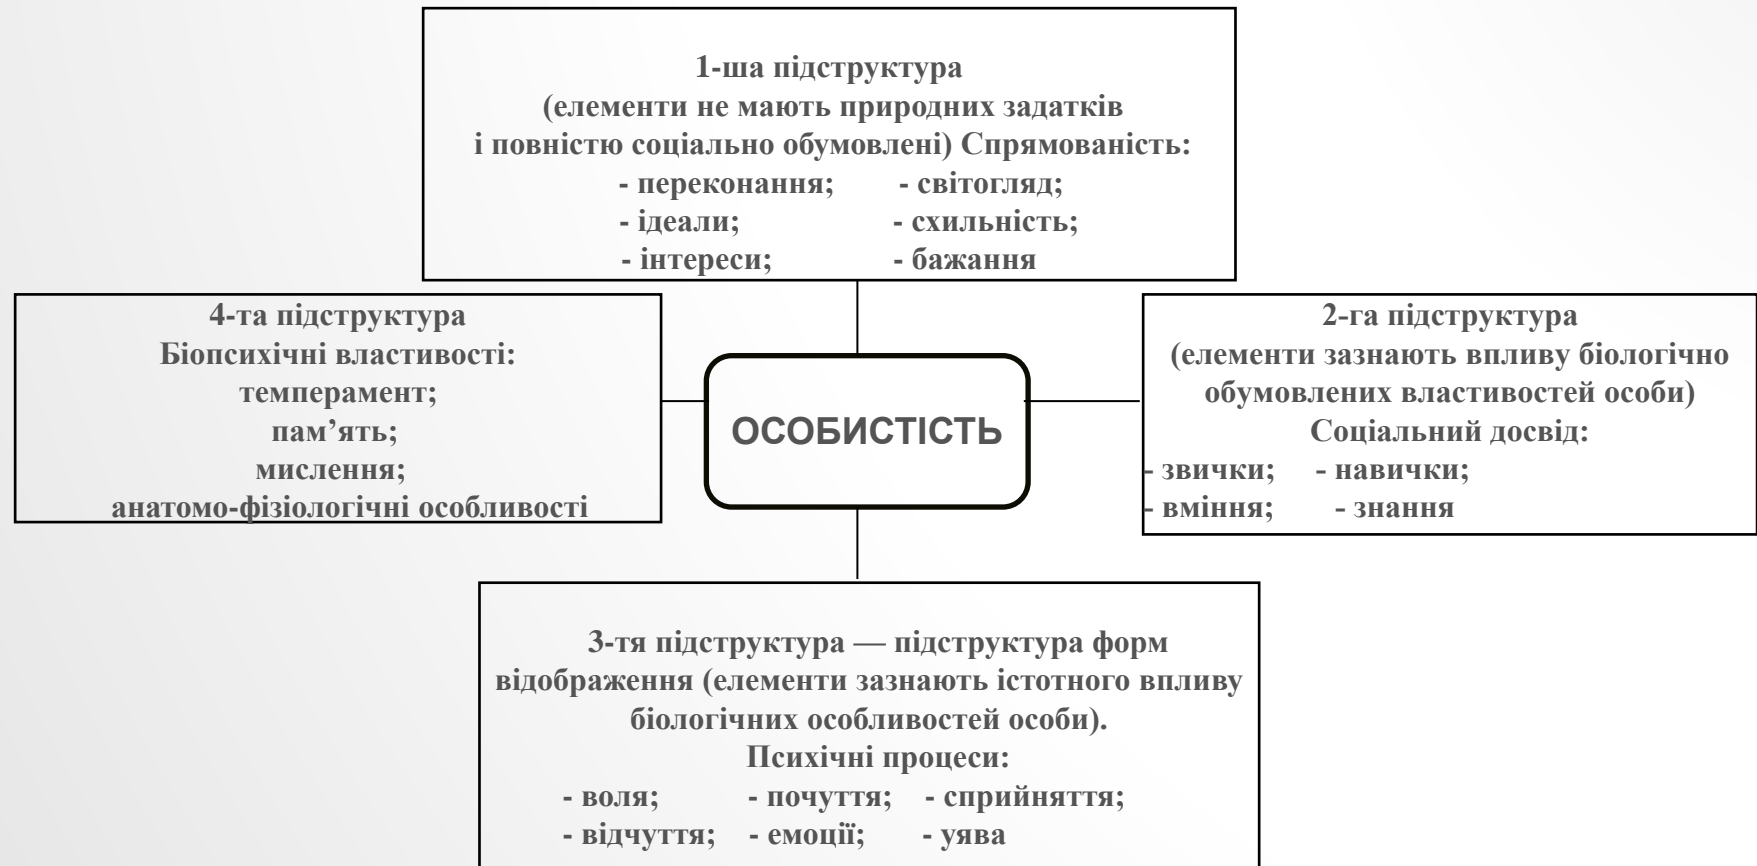 1-ша підструктура
(елементи не мають природних задатків
і повністю соціально обумовлені) Спрямованість:
- переконання; - світогляд;
- ідеали; - схильність;
- інтереси; - бажання
4-та підструктура
Біопсихічні властивості:
темперамент;
пам’ять;
мислення;
анатомо-фізіологічні особливості
ОСОБИСТІСТЬ
2-га підструктура
(елементи зазнають впливу біологічно
обумовлених властивостей особи)
Соціальний досвід:
- звички; - навички;
- вміння; - знання
3-тя підструктура — підструктура форм
відображення (елементи зазнають істотного впливу
біологічних особливостей особи).
Психічні процеси:
- воля; - почуття; - сприйняття;
- відчуття; - емоції; - уява